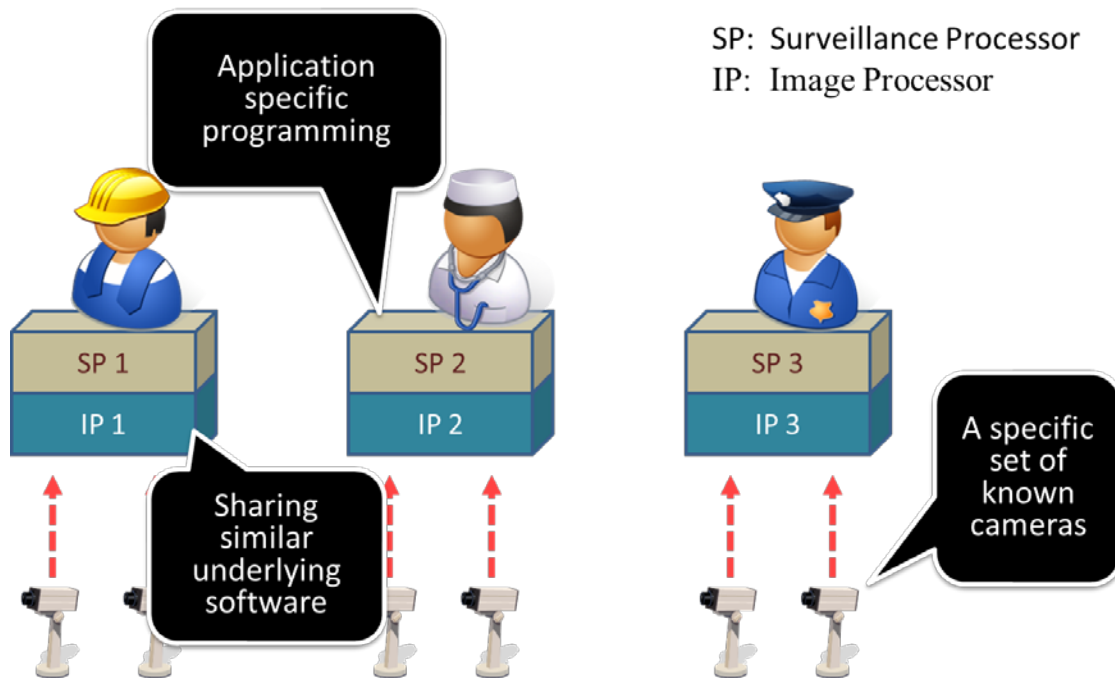 Application
specific
programming
SP: Surveillance Processor
IP: Image Processor
SP 1
IP 1
SP 2
IP 2
SP 3
IP 3
Sharing
similar
underlying
software
A specific
set of
known
cameras